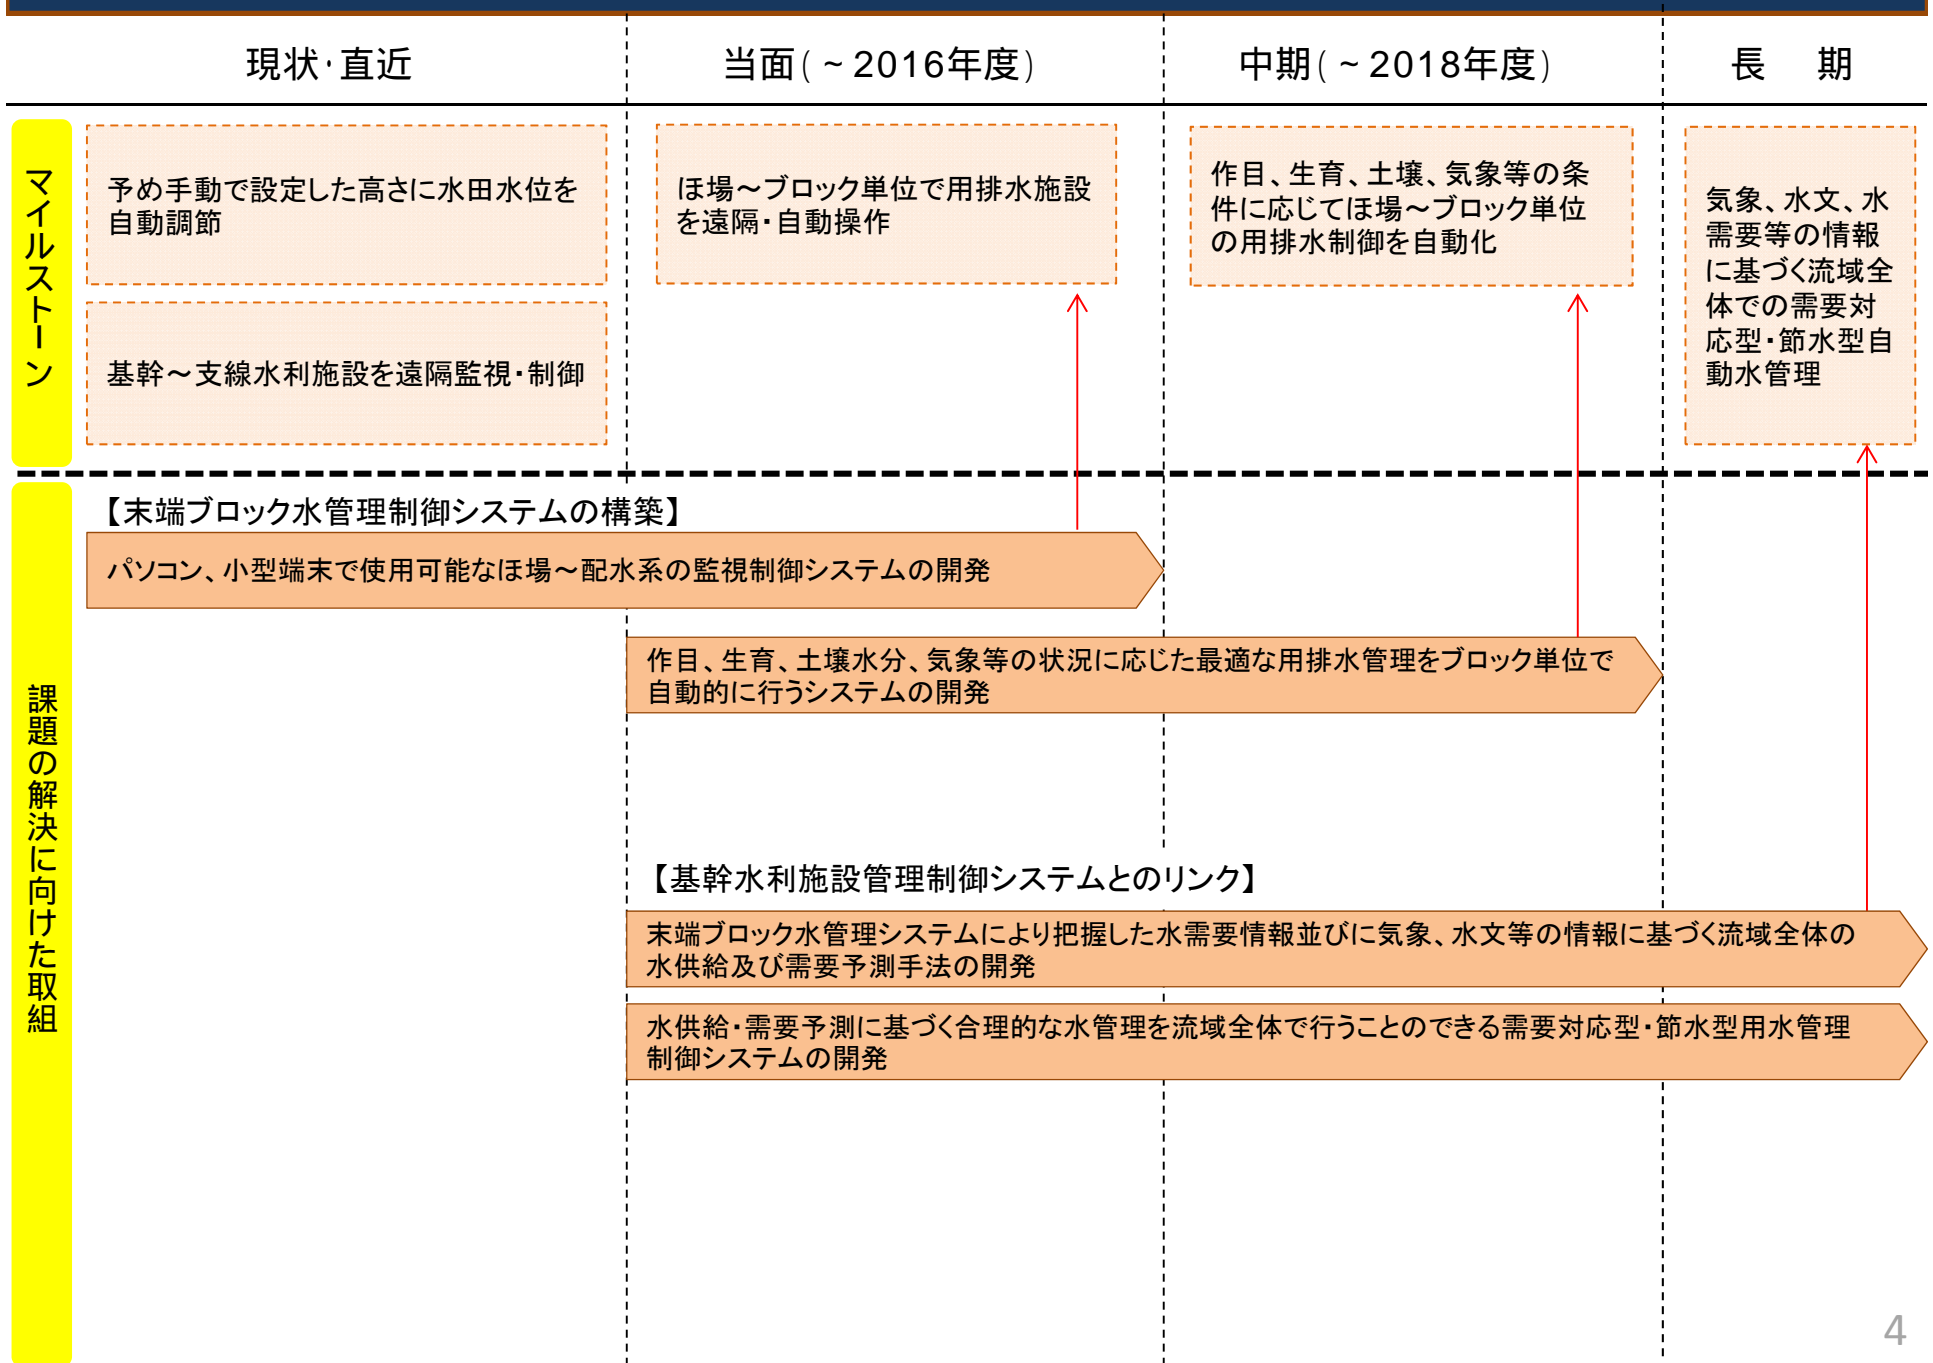 現状・直近
当面(~2016年度)
中期(~2018年度)
長　期
マイルストーン
予め手動で設定した高さに水田水位を
自動調節
基幹～支線水利施設を遠隔監視・制御
ほ場～ブロック単位で用排水施設
を遠隔・自動操作
作目、生育、土壌、気象等の条
件に応じてほ場～ブロック単位
の用排水制御を自動化
気象、水文、水
需要等の情報
に基づく流域全
体での需要対
応型・節水型自
動水管理
課題の解決に向けた取組
【末端ブロック水管理制御システムの構築】
パソコン、小型端末で使用可能なほ場～配水系の監視制御システムの開発
作目、生育、土壌水分、気象等の状況に応じた最適な用排水管理をブロック単位で
自動的に行うシステムの開発
【基幹水利施設管理制御システムとのリンク】
末端ブロック水管理システムにより把握した水需要情報並びに気象、水文等の情報に基づく流域全体の
水供給及び需要予測手法の開発
水供給・需要予測に基づく合理的な水管理を流域全体で行うことのできる需要対応型・節水型用水管理
制御システムの開発
4